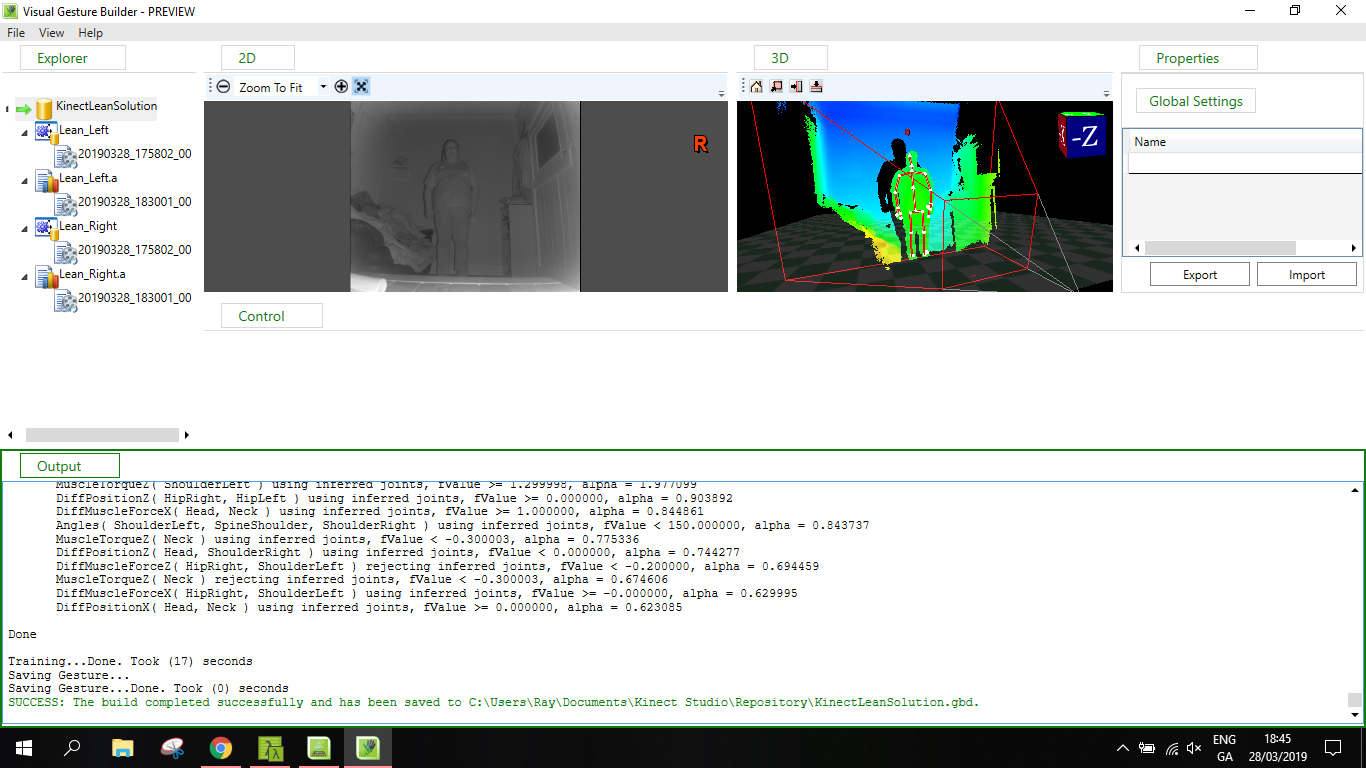 Visual Gesture Builder - PREVIEW
File View Help
Explorer
2D
3D
Properties
Zoom To Fit
Global Settings
Name
Export
Import
KinectLeanSolution
Lean_Left
20190328_175802_00
Lean_Left.a
20190328_183001_00
Lean_Right
20190328_175802_00
Lean_Right.a
20190328_183001_00
R
-Z
Control
Output
MuscleTorqueZ( ShoulderLeft ) using inferred joints, fValue >= 1.299998, alpha = 1.977099
DiffPositionZ( HipRight, HipLeft ) using inferred joints, fValue >= 0.000000, alpha = 0.903892
DiffMuscleForceX( Head, Neck ) using inferred joints, fValue >= 1.000000, alpha = 0.844861
Angles( ShoulderLeft, SpineShoulder, ShoulderRight ) using inferred joints, fValue < 150.000000, alpha = 0.843737
MuscleTorqueZ( Neck ) using inferred joints, fValue < -0.300003, alpha = 0.775336
DiffPositionZ( Head, ShoulderRight ) using inferred joints, fValue < 0.000000, alpha = 0.744277
DiffMuscleForceZ( HipRight, ShoulderLeft ) rejecting inferred joints, fValue < -0.200000, alpha = 0.694459
MuscleTorqueZ( Neck ) rejecting inferred joints, fValue < -0.300003, alpha = 0.674606
DiffMuscleForceX( HipRight, ShoulderLeft ) using inferred joints, fValue >= -0.000000, alpha = 0.629995
DiffPositionX( Head, Neck ) using inferred joints, fValue >= 0.000000, alpha = 0.623085
Done
Training...Done. Took (17) seconds
Saving Gesture...
Saving Gesture...Done. Took (0) seconds
SUCCESS: The build completed successfully and has been saved to C:\Users\Ray\Documents\Kinect Studio\Repository\KinectLeanSolution.gbd.
ENG
GA
18:45
28/03/2019